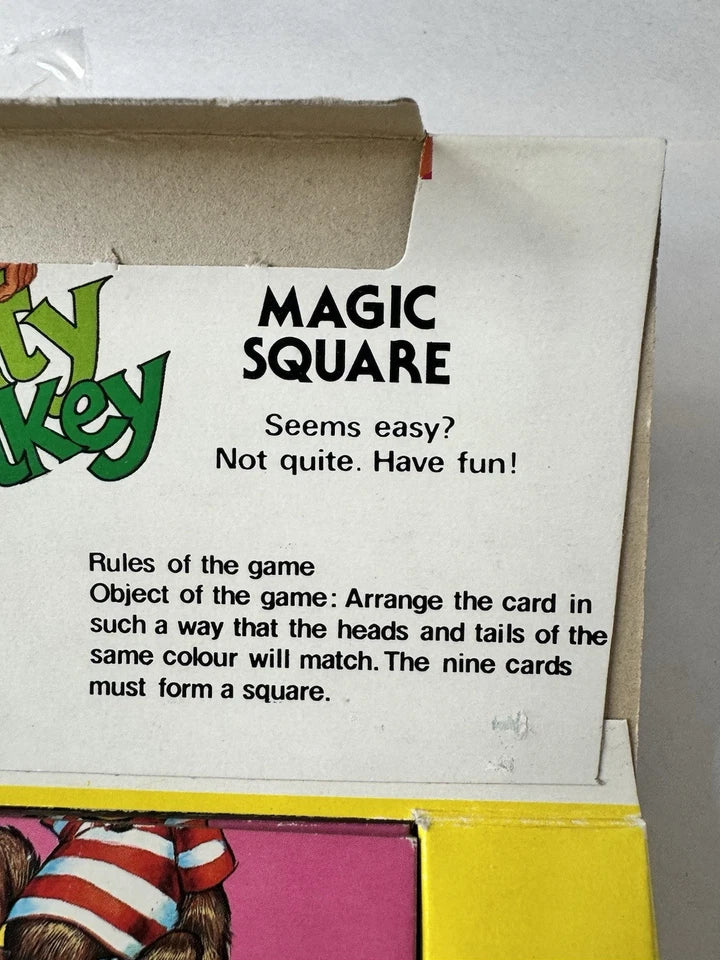 MAGIC
SQUARE
Seems easy?
Not quite. Have fun!
Rules of the game
Object of the game: Arrange the card in
such a way that the heads and tails of the
same colour will match. The nine cards
must form a square.